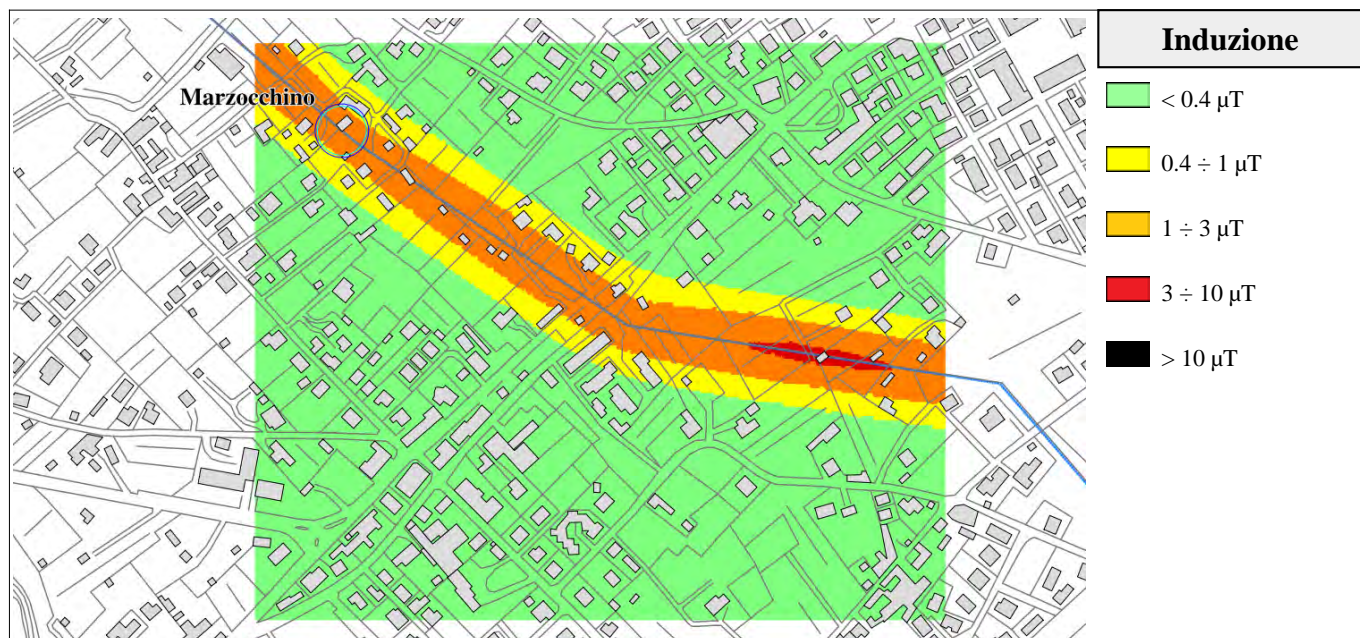 Induzione
Marzocchino
< 0.4 µT
0.4 ÷ 1 µT
1 ÷ 3 µT
3 ÷ 10 µT
> 10 µT